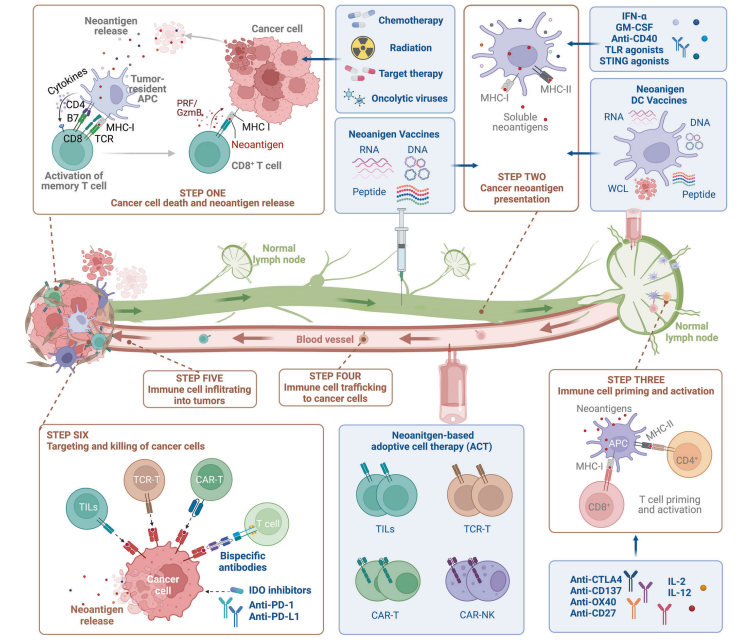 Neoantigen
release
Cancer cell
Cytokines
Tumor-
resident
APC
CD4
B7
MHC-I
CD8
TCR
Activation of
memory T cell
PRF/
GzmB
MHC I
Neoantigen
CD8⁺ T cell
STEP ONE
Cancer cell death and neoantigen release
Chemotherapy
Radiation
Target therapy
Oncolytic viruses
Neoanigen Vaccines
RNA
DNA
Peptide
MHC-I
MHC-II
Soluble
neoantigens
STEP TWO
Cancer neoantigen
presentation
IFN-α
GM-CSF
Anti-CD40
TLR agonists
STING agonists
Neoanigen
DC Vaccines
RNA
DNA
WCL
Peptide
Normal
lymph node
Blood vessel
Normal
lymph node
STEP FIVE
Immune cell inflitrating
into tumors
STEP FOUR
Immune cell trafficking
to cancer cells
STEP THREE
Immune cell priming and activation
Neoantigens
APC
MHC-II
MHC-I
CD4⁺
CD8⁺
T cell priming
and activation
STEP SIX
Targeting and killing of cancer cells
TILs
TCR-T
CAR-T
T cell
Bispecific
antibodies
Cancer
cell
Neoantigen
release
IDO inhibitors
Anti-PD-1
Anti-PD-L1
Neoanitgen-based
adoptive cell therapy (ACT)
TILs
TCR-T
CAR-T
CAR-NK
Anti-CTLA4
Anti-CD137
Anti-OX40
Anti-CD27
IL-2
IL-12